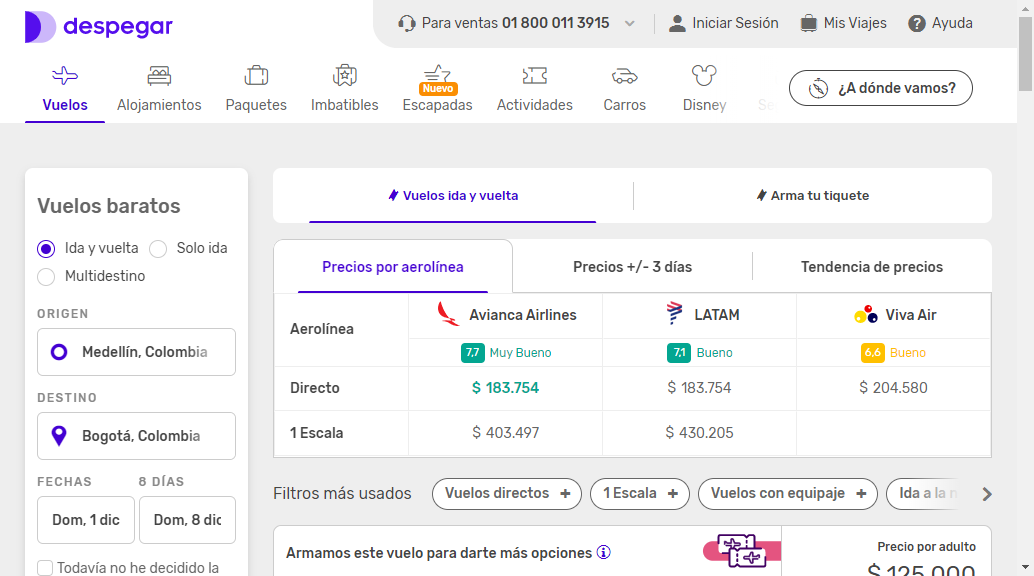 despegar
Para ventas 01 800 011 3915
Iniciar Sesión
Mis Viajes
Ayuda
Vuelos
Alojamientos
Paquetes
Imbatibles
Nuevo
Escapadas
Actividades
Carros
Disney
¿A dónde vamos?
Vuelos baratos
Ida y vuelta
Solo ida
Multidestino
ORIGEN
Medellín, Colombia
DESTINO
Bogotá, Colombia
FECHAS
8 DÍAS
Dom, 1 dic
Dom, 8 dic
Todavía no he decidido la
Vuelos ida y vuelta
Arma tu tiquete
Precios por aerolínea
Precios +/- 3 días
Tendencia de precios
Aerolínea
Avianca Airlines
LATAM
Viva Air
7,7 Muy Bueno
7,1 Bueno
6,6 Bueno
Directo
$ 183.754
$ 183.754
$ 204.580
1 Escala
$ 403.497
$ 430.205
Filtros más usados
Vuelos directos +
1 Escala +
Vuelos con equipaje +
Ida a la
Armamos este vuelo para darte más opciones
Precio por adulto
$ 125.000